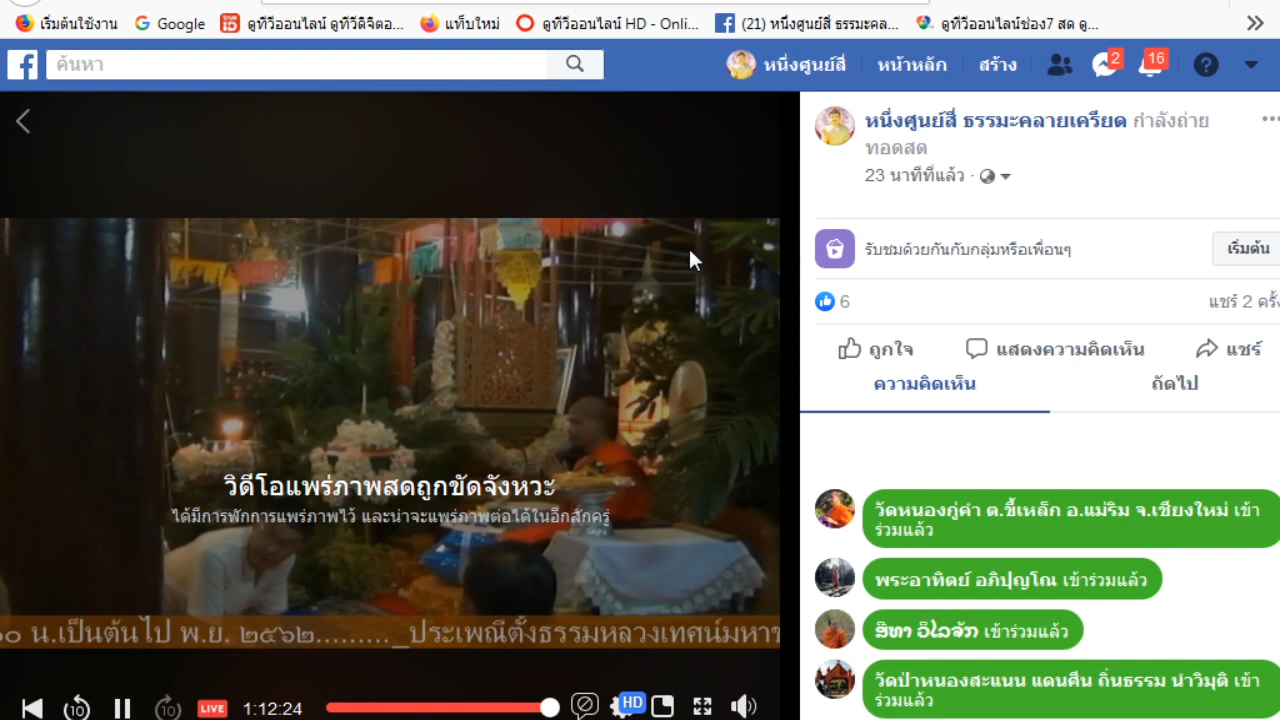 เริ่มต้นใช้งาน
Google
true ID
ดูทีวีออนไลน์ ดูทีวีดิจิตอ...
แท็บใหม่
ดูทีวีออนไลน์ HD - Onli...
(21) หนึ่งศูนย์สี่ ธรรมะคล...
ดูทีวีออนไลน์ช่อง7 สด ดู...
ค้นหา
หนึ่งศูนย์สี่
หน้าหลัก
สร้าง
2
16
หนึ่งศูนย์สี่ ธรรมะคลายเครียด กำลังถ่าย
ทอดสด
23 นาทีที่แล้ว ·
รับชมด้วยกันกับกลุ่มหรือเพื่อนๆ
เริ่มต้น
6
แชร์ 2 ครั้ง
ถูกใจ
แสดงความคิดเห็น
แชร์
ความคิดเห็น
ถัดไป
วิดีโอแพร่ภาพสดถูกขัดจังหวะ
ได้มีการพักการแพร่ภาพไว้ และน่าจะแพร่ภาพต่อได้ในอีกสักครู่
๐ น.เป็นต้นไป พ.ย. ๒๕๖๒......... _ประเพณีตั้งธรรมหลวงเทศน์มหาช
วัดหนองกู่คำ ต.ขี้เหล็ก อ.แม่ริม จ.เชียงใหม่ เข้า
ร่วมแล้ว
พระอาทิตย์ อภิปุญโณ เข้าร่วมแล้ว
ສິທາ ວິໄລຈັກ เข้าร่วมแล้ว
วัดป่าหนองสะแนน แดนศีน ถิ่นธรรม นำวิมุติ เข้า
ร่วมแล้ว
10
10
LIVE
1:12:24
HD